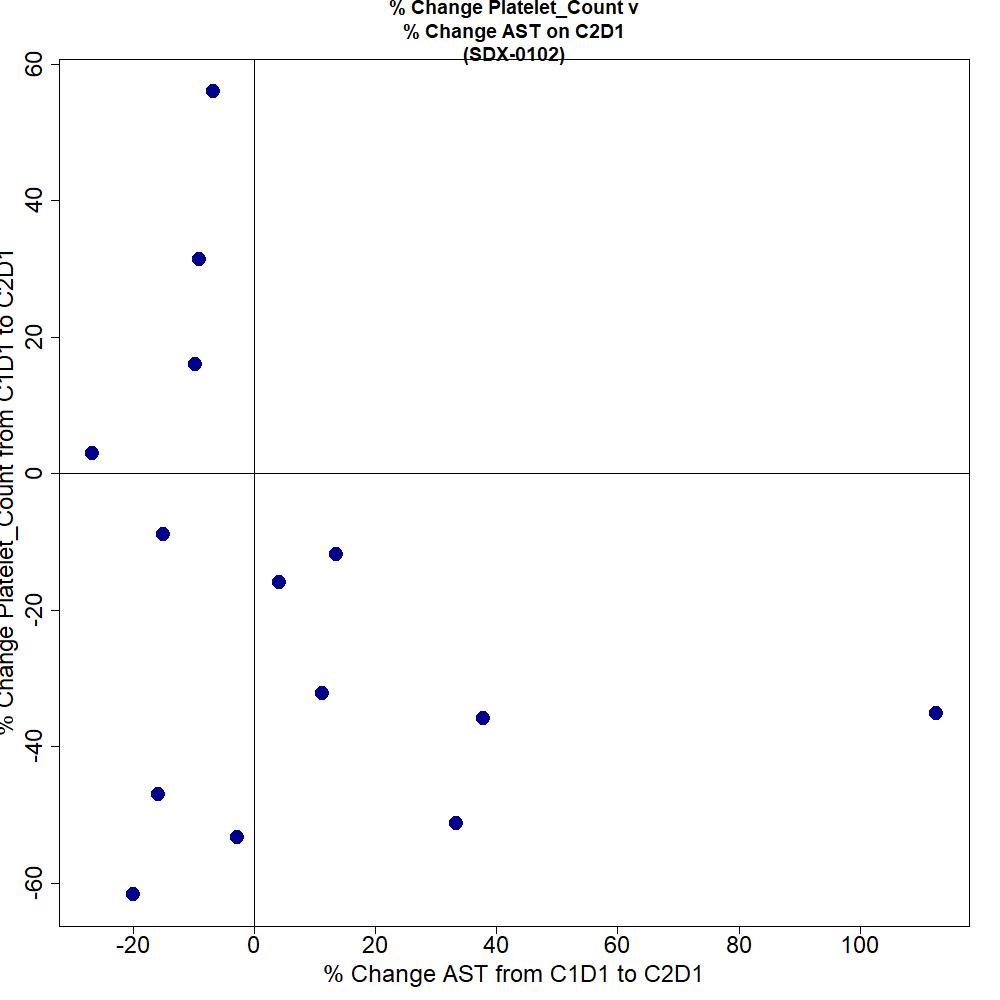 % Change Platelet_Count v
% Change AST on C2D1
(SDX-0102)
% Change Platelet_Count from C1D1 to C2D1
60
40
20
0
-20
-40
-60
-20 0 20 40 60 80 100
% Change AST from C1D1 to C2D1